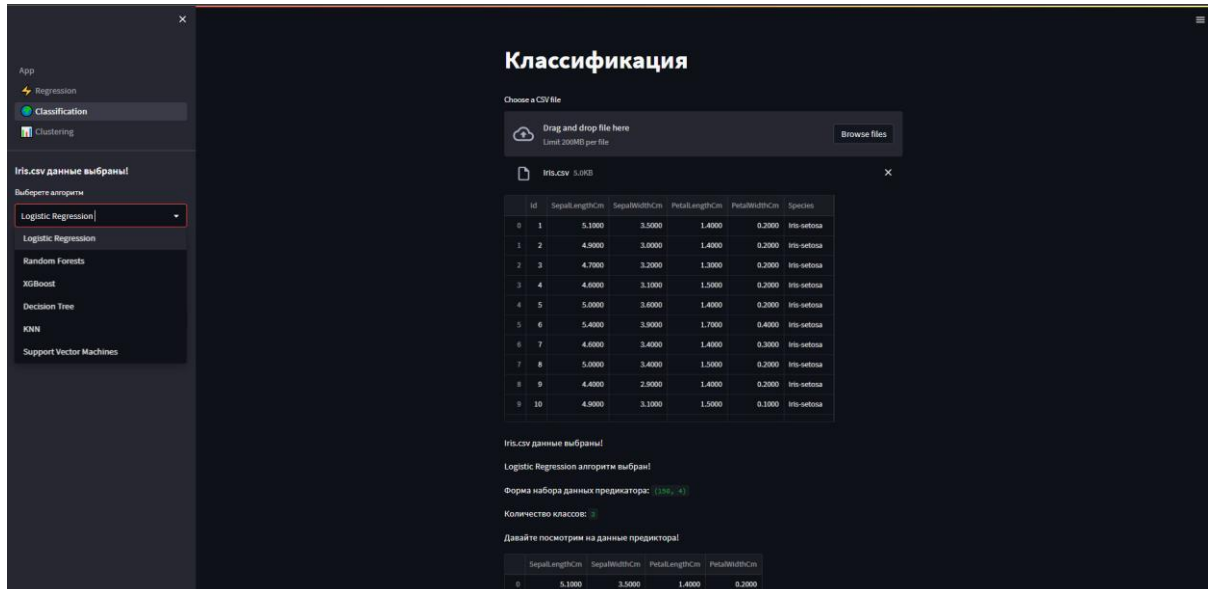 App
Regression
Classification
Clustering
Iris.csv данные выбраны!
Выберете алгоритм
Logistic Regression
Logistic Regression
Random Forests
XGBoost
Decision Tree
KNN
Support Vector Machines
Классификация
Choose a CSV file
Drag and drop file here
Limit 200MB per file
Browse files
Iris.csv 5.0KB
Id SepalLengthCm SepalWidthCm PetalLengthCm PetalWidthCm Species
0 1 5.1000 3.5000 1.4000 0.2000 Iris-setosa
1 2 4.9000 3.0000 1.4000 0.2000 Iris-setosa
2 3 4.7000 3.2000 1.3000 0.2000 Iris-setosa
3 4 4.6000 3.1000 1.5000 0.2000 Iris-setosa
4 5 5.0000 3.6000 1.4000 0.2000 Iris-setosa
5 6 5.4000 3.9000 1.7000 0.4000 Iris-setosa
6 7 4.6000 3.4000 1.4000 0.3000 Iris-setosa
7 8 5.0000 3.4000 1.5000 0.2000 Iris-setosa
8 9 4.4000 2.9000 1.4000 0.2000 Iris-setosa
9 10 4.9000 3.1000 1.5000 0.1000 Iris-setosa
Iris.csv данные выбраны!
Logistic Regression алгоритм выбран!
Форма набора данных предикатора: (150, 4)
Количество классов: 3
Давайте посмотрим на данные предиктора!
SepalLengthCm SepalWidthCm PetalLengthCm PetalWidthCm
0 5.1000 3.5000 1.4000 0.2000